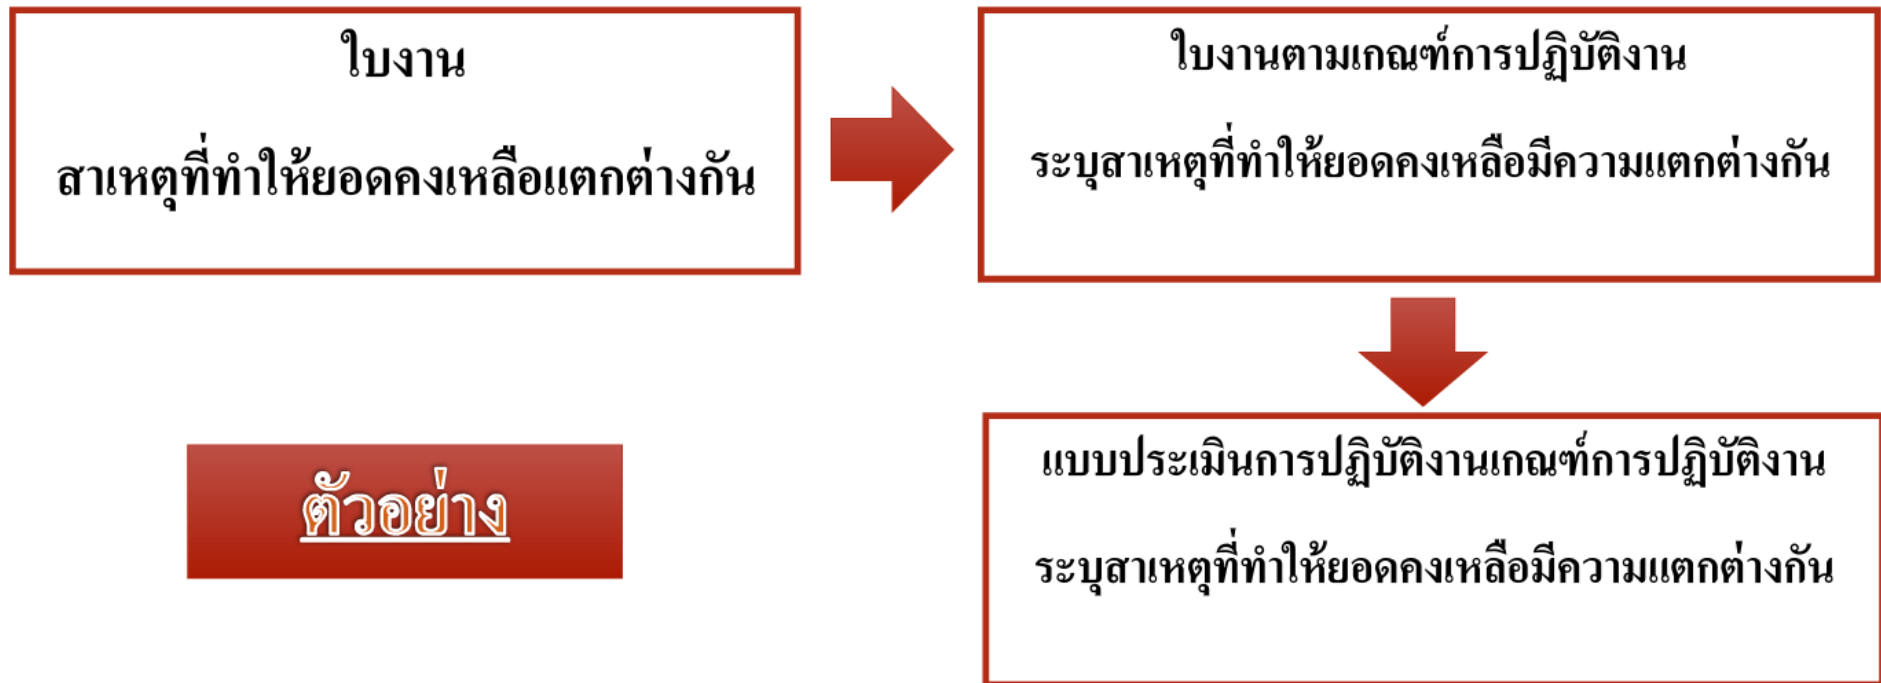 ใบงาน
สาเหตุที่ทำให้ยอดคงเหลือแตกต่างกัน
ใบงานตามเกณฑ์การปฏิบัติงาน
ระบุสาเหตุที่ทำให้ยอดคงเหลือมีความแตกต่างกัน
แบบประเมินการปฏิบัติงานเกณฑ์การปฏิบัติงาน
ระบุสาเหตุที่ทำให้ยอดคงเหลือมีความแตกต่างกัน
ตัวอย่าง